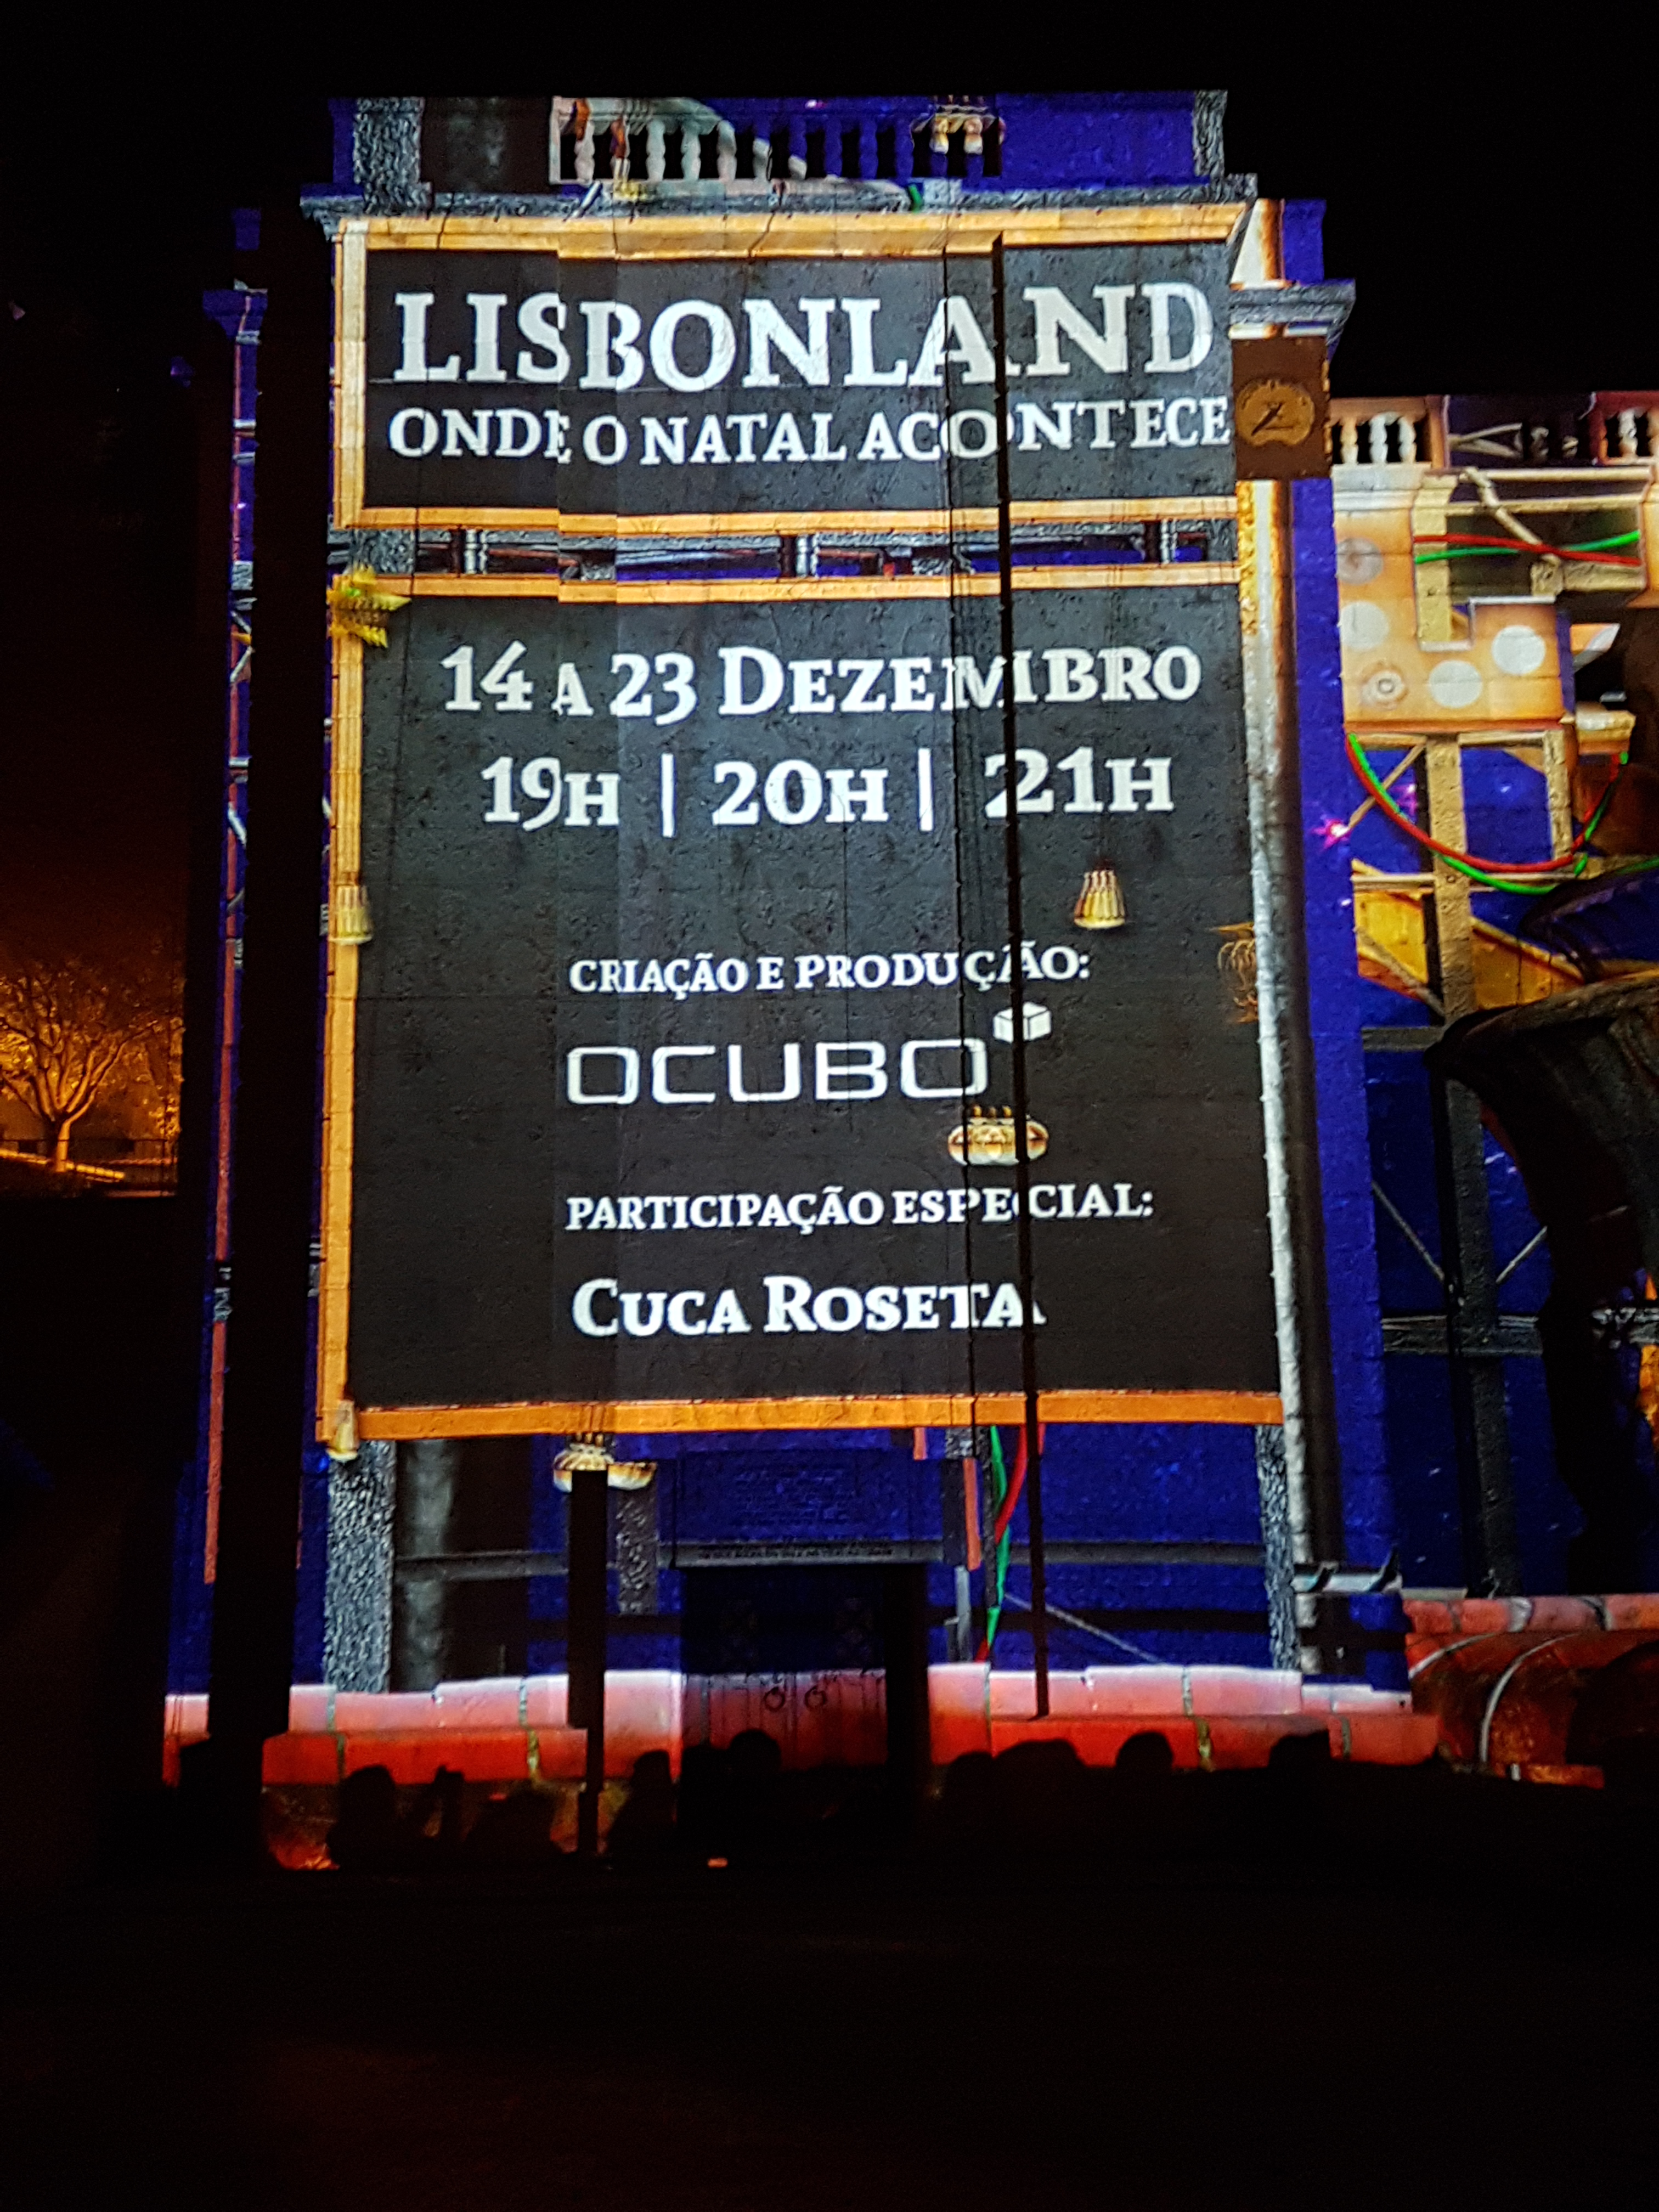 LISBONLAND
ONDE O NATAL ACONTECE
14 A 23 DEZEMBRO
19H | 20H | 21H
CRIAÇÃO E PRODUÇÃO:
OCUBO
PARTICIPAÇÃO ESPECIAL:
CUCA ROSETA